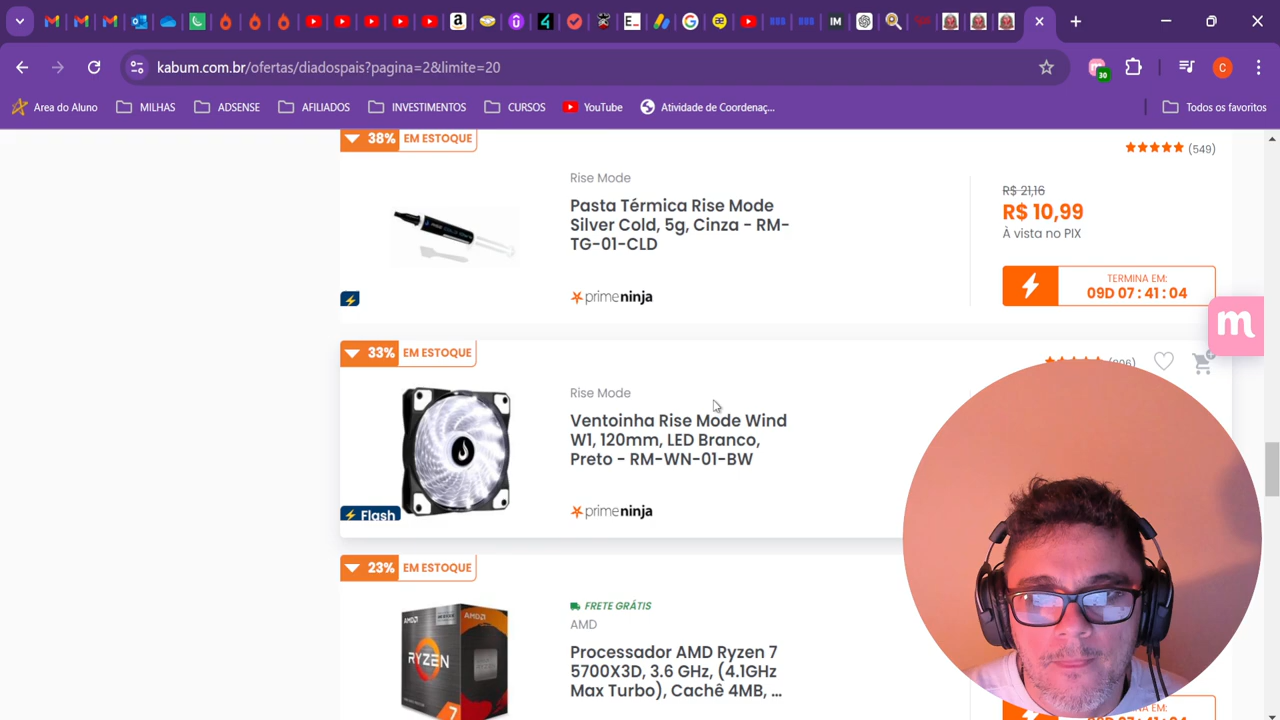 kabum.com.br/ofertas/diadospais?pagina=2&limite=20
30
C
Area do Aluno
MILHAS
ADSENSE
AFILIADOS
INVESTIMENTOS
CURSOS
YouTube
Atividade de Coordenaç...
Todos os favoritos
38% EM ESTOQUE
(549)
Rise Mode
Pasta Térmica Rise Mode
Silver Cold, 5g, Cinza - RM-
TG-01-CLD
primeninja
R$ 21,16
R$ 10,99
À vista no PIX
TERMINA EM:
09D 07 : 41 : 04
m
33% EM ESTOQUE
Rise Mode
Ventoinha Rise Mode Wind
W1, 120mm, LED Branco,
Preto - RM-WN-01-BW
Flash
primeninja
23% EM ESTOQUE
FRETE GRÁTIS
AMD
Processador AMD Ryzen 7
5700X3D, 3.6 GHz, (4.1GHz
Max Turbo), Cachê 4MB, ...
AMD
RYZEN
7